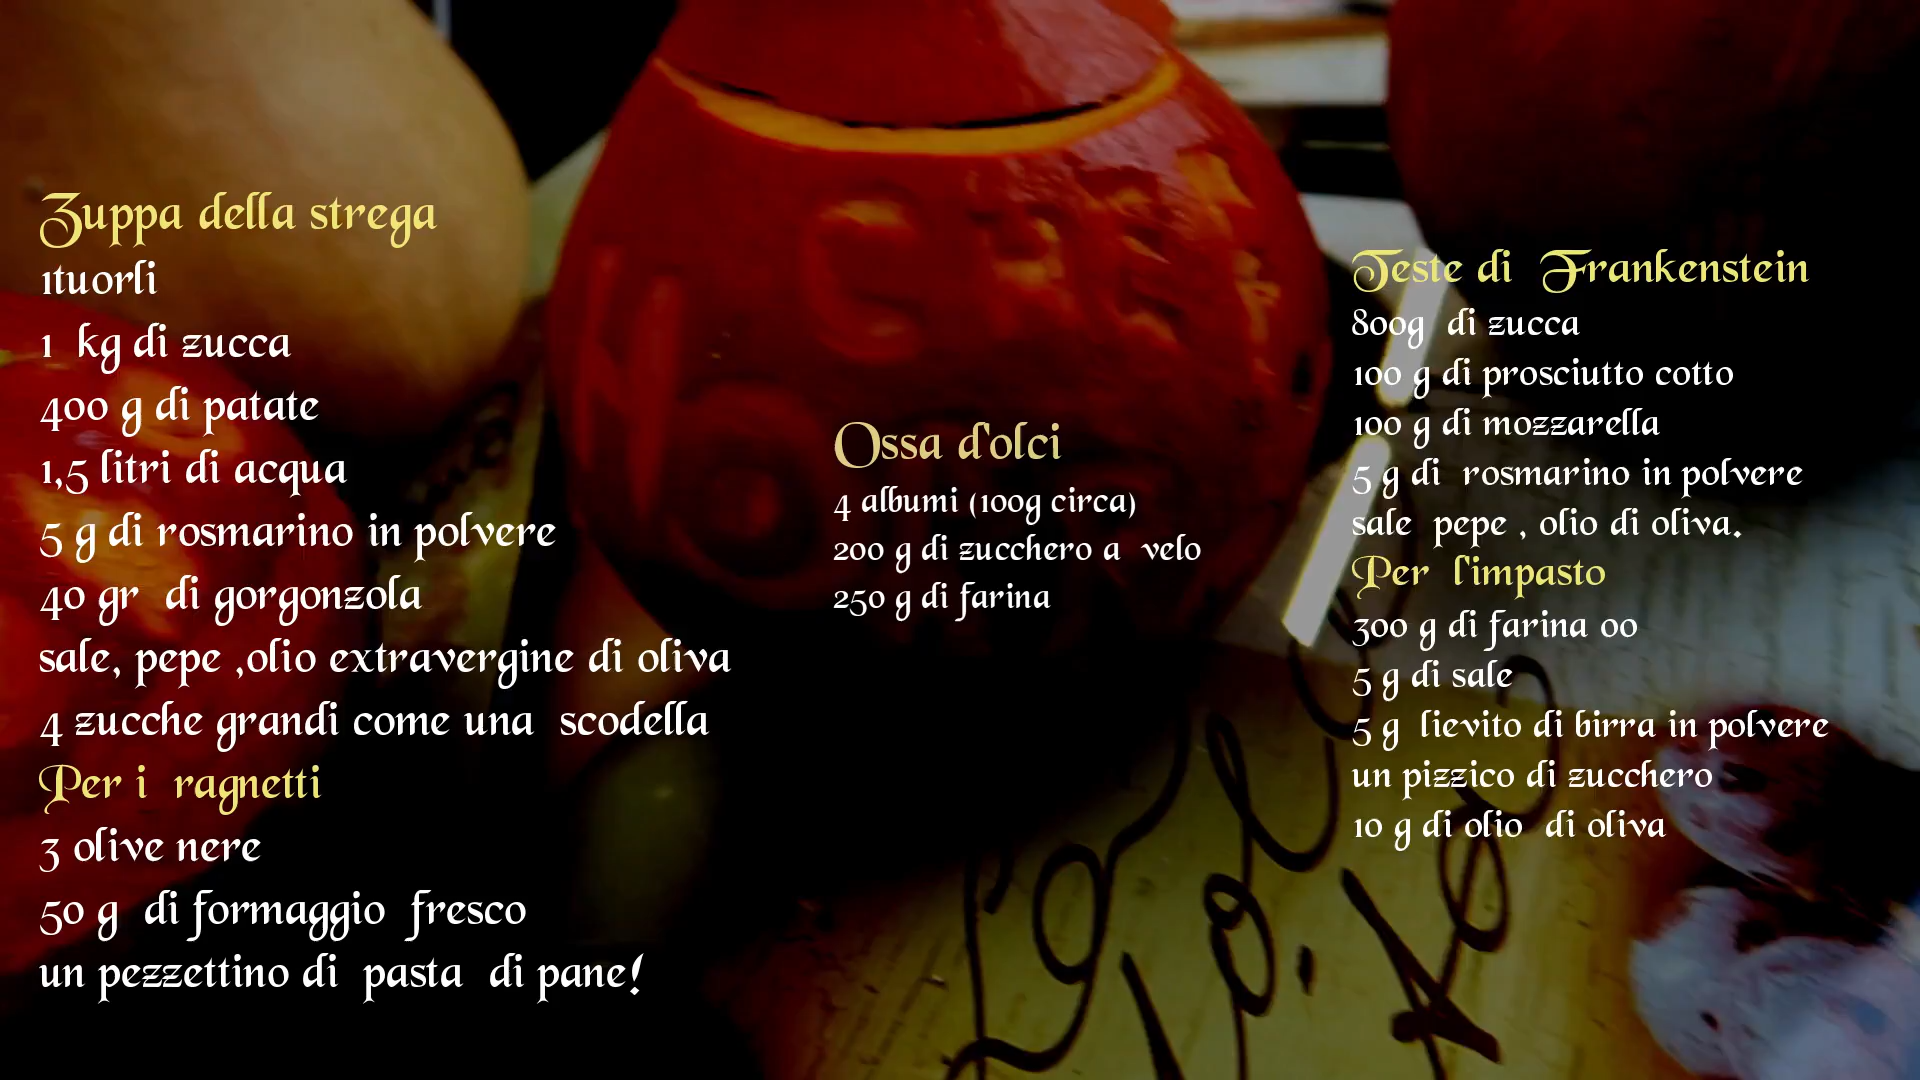 Zuppa della strega
1tuorli
1 kg di zucca
400 g di patate
1,5 litri di acqua
5 g di rosmarino in polvere
40 gr di gorgonzola
sale, pepe ,olio extravergine di oliva
4 zucche grandi come una scodella
Per i ragnetti
3 olive nere
50 g di formaggio fresco
un pezzettino di pasta di pane!
Ossa d'olci
4 albumi (100g circa)
200 g di zucchero a velo
250 g di farina
Teste di Frankenstein
800g di zucca
100 g di prosciutto cotto
100 g di mozzarella
5 g di rosmarino in polvere
sale pepe , olio di oliva.
Per l'impasto
300 g di farina 00
5 g di sale
5 g lievito di birra in polvere
un pizzico di zucchero
10 g di olio di oliva